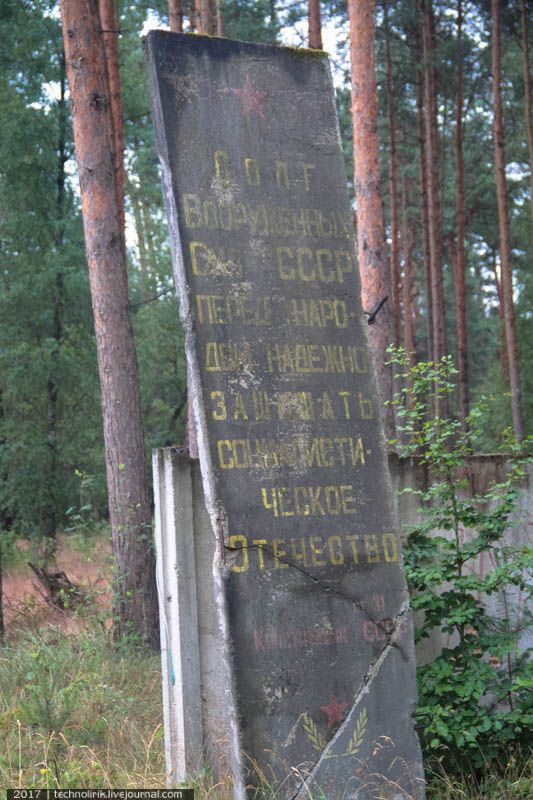 Долг
Вооруженных
Сил СССР
перед наро-
дом надежно
защищать
социалисти-
ческое
Отечество
2017 | technolirik.livejournal.com